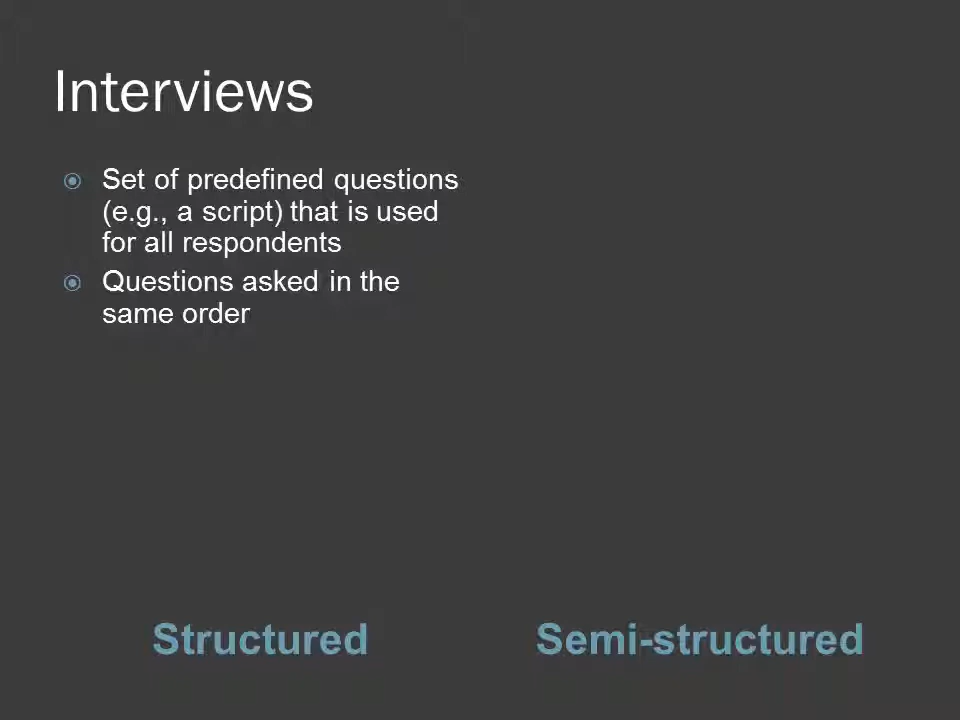 Interviews
Set of predefined questions
(e.g., a script) that is used
for all respondents
Questions asked in the
same order
Structured
Semi-structured